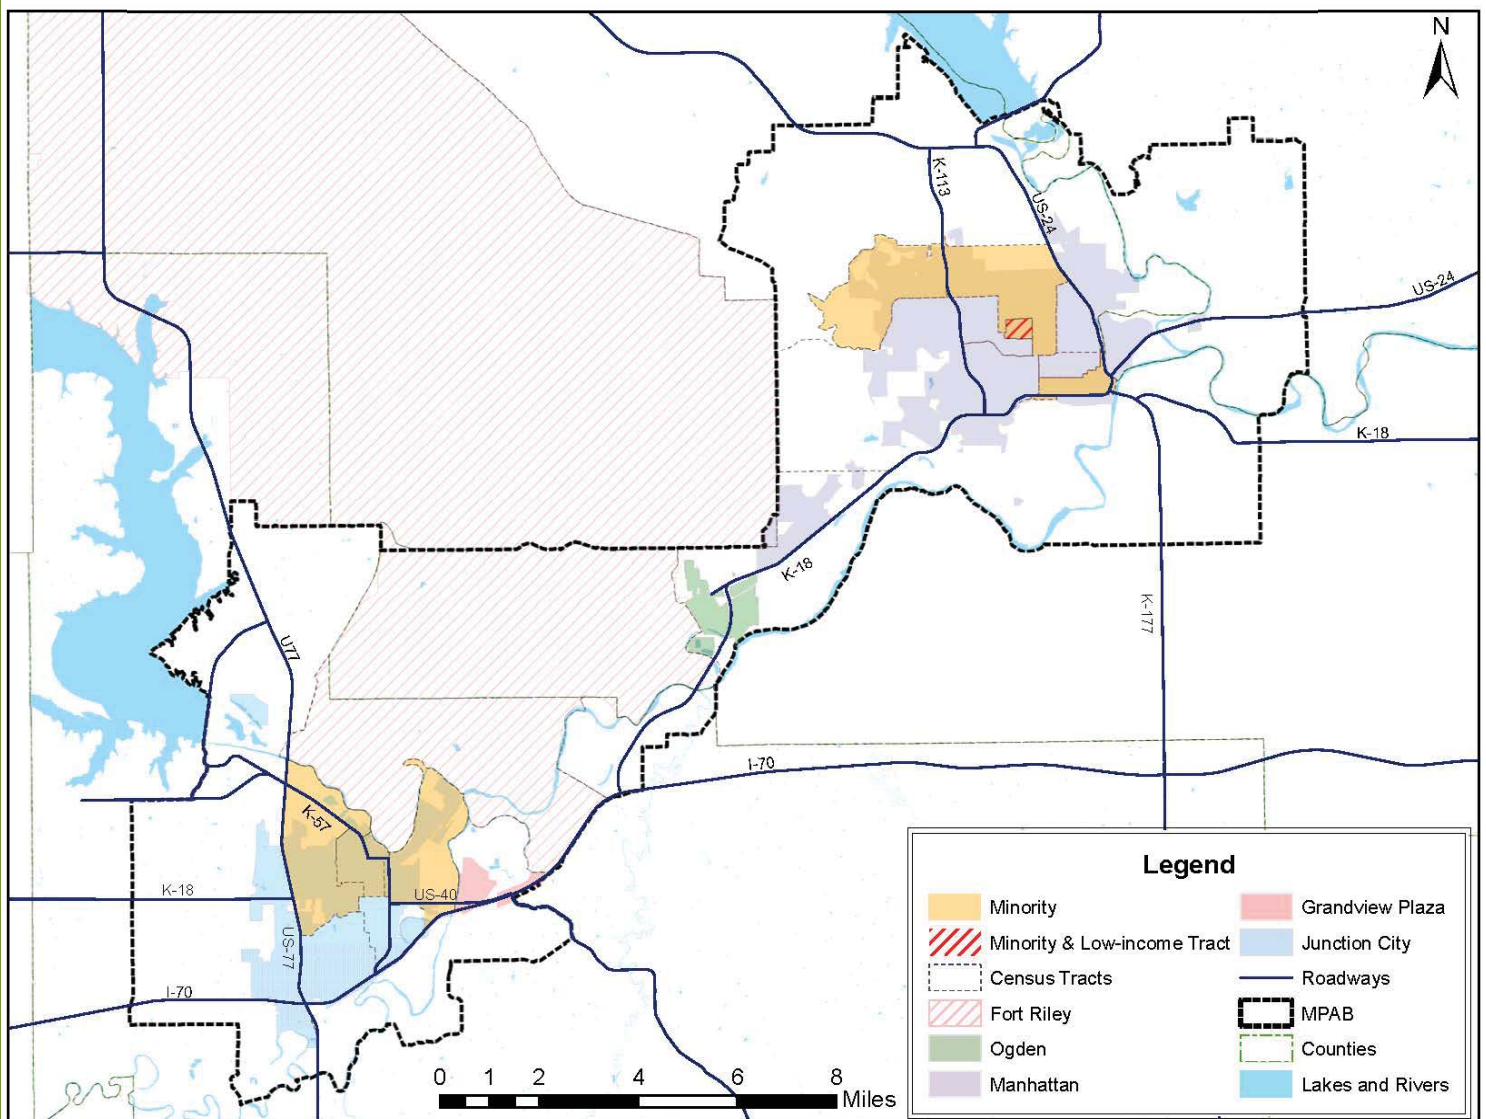 N
K-113
US-24
US-24
K-18
K-18
K-177
U77
I-70
K-57
K-18
US-40
US-77
I-70
Legend
Minority
Minority & Low-income Tract
Census Tracts
Fort Riley
Ogden
Manhattan
Grandview Plaza
Junction City
Roadways
MPAB
Counties
Lakes and Rivers
0 1 2 4 6 8
Miles